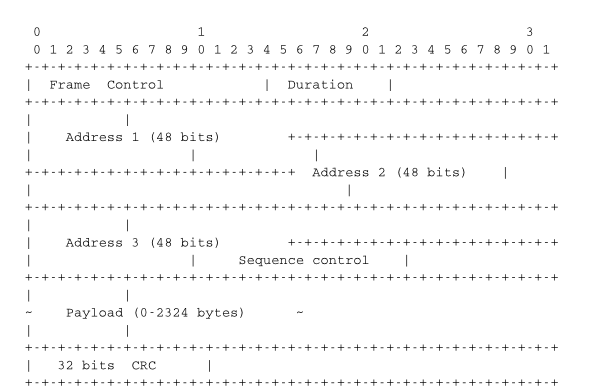 0 1 2 3
0 1 2 3 4 5 6 7 8 9 0 1 2 3 4 5 6 7 8 9 0 1 2 3 4 5 6 7 8 9 0 1
+-+-+-+-+-+-+-+-+-+-+-+-+-+-+-+-+-+-+-+-+-+-+-+-+-+-+-+-+-+-+-+-+
| Frame Control | Duration |
+-+-+-+-+-+-+-+-+-+-+-+-+-+-+-+-+-+-+-+-+-+-+-+-+-+-+-+-+-+-+-+-+
| |
| Address 1 (48 bits) +-+-+-+-+-+-+-+-+-+-+-+-+-+-+-+-+
| | |
+-+-+-+-+-+-+-+-+-+-+-+-+-+-+-+-+ Address 2 (48 bits) |
| |
+-+-+-+-+-+-+-+-+-+-+-+-+-+-+-+-+-+-+-+-+-+-+-+-+-+-+-+-+-+-+-+-+
| |
| Address 3 (48 bits) +-+-+-+-+-+-+-+-+-+-+-+-+-+-+-+-+
| | Sequence control |
+-+-+-+-+-+-+-+-+-+-+-+-+-+-+-+-+-+-+-+-+-+-+-+-+-+-+-+-+-+-+-+-+
| |
~ Payload (0-2324 bytes) ~
| |
+-+-+-+-+-+-+-+-+-+-+-+-+-+-+-+-+-+-+-+-+-+-+-+-+-+-+-+-+-+-+-+-+
| 32 bits CRC |
+-+-+-+-+-+-+-+-+-+-+-+-+-+-+-+-+-+-+-+-+-+-+-+-+-+-+-+-+-+-+-+-+